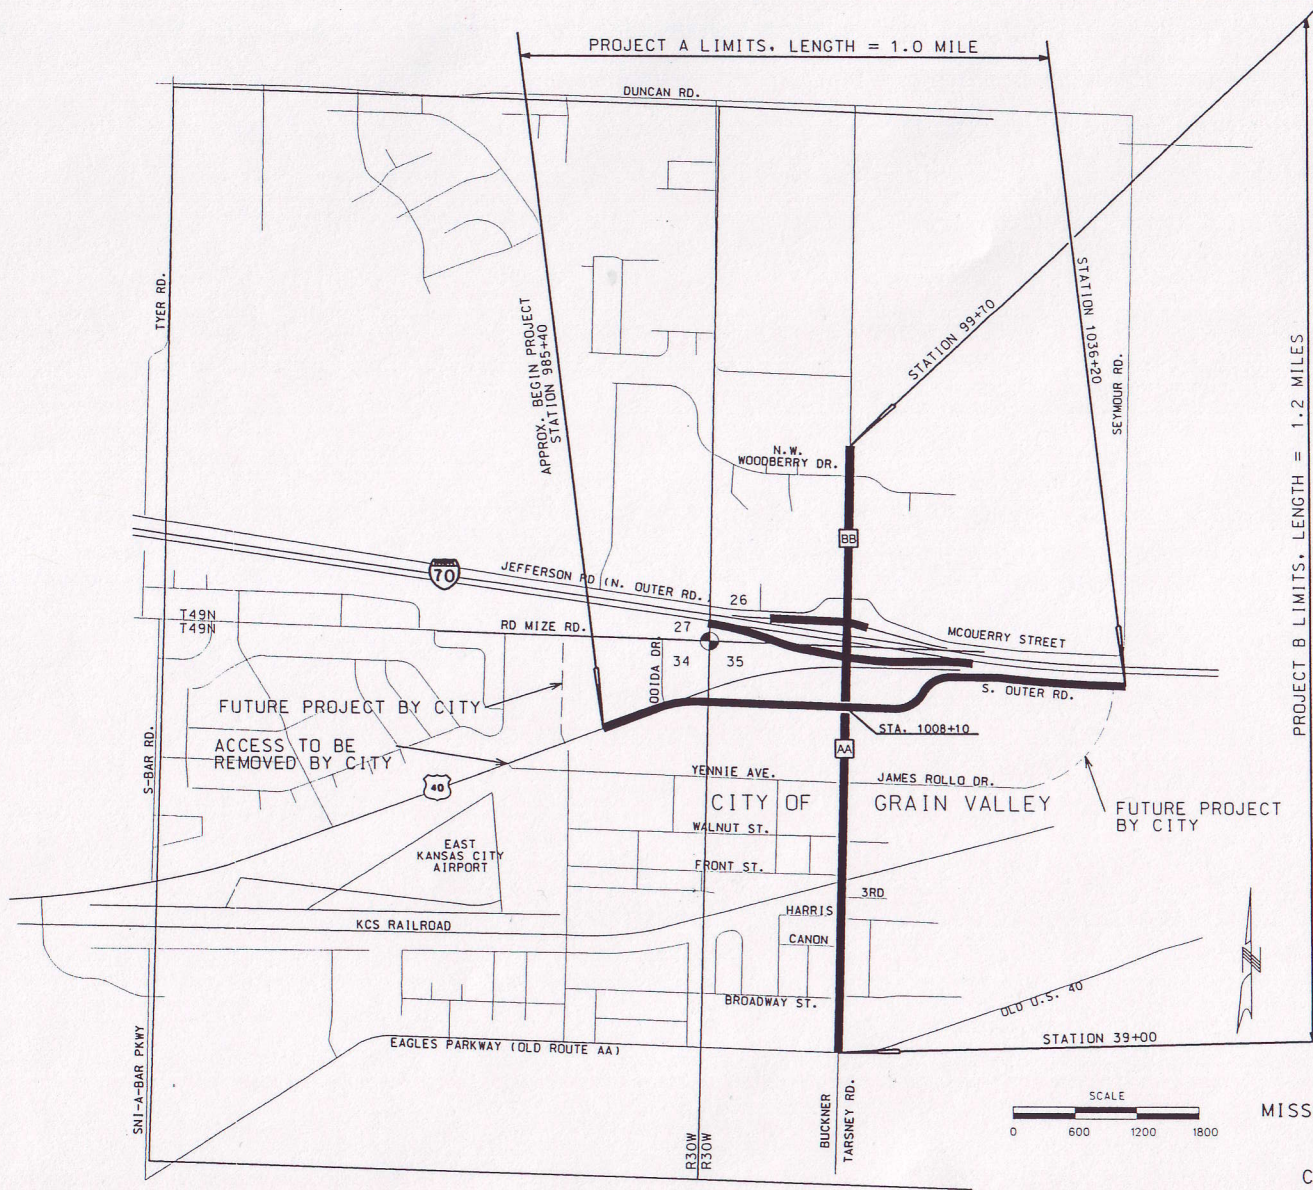 PROJECT A LIMITS, LENGTH = 1.0 MILE
DUNCAN RD.
TYER RD.
APPROX. BEGIN PROJECT
STATION 985+40
STATION 99+70
STATION 1036+20
SEYMOUR RD.
PROJECT B LIMITS, LENGTH = 1.2 MILES
N.W.
WOODBERRY DR.
BB
70
JEFFERSON RD (N. OUTER RD.)
26
T49N
T49N
RD MIZE RD.
27
MCQUERRY STREET
34
35
OOIDA DR.
S. OUTER RD.
FUTURE PROJECT BY CITY
STA. 1008+10
ACCESS TO BE
REMOVED BY CITY
S-BAR RD.
AA
40
YENNIE AVE.
JAMES ROLLO DR.
CITY OF GRAIN VALLEY
FUTURE PROJECT
BY CITY
WALNUT ST.
EAST
KANSAS CITY
AIRPORT
FRONT ST.
3RD
HARRIS
KCS RAILROAD
CANON
BROADWAY ST.
OLD U.S. 40
STATION 39+00
EAGLES PARKWAY (OLD ROUTE AA)
SNI-A-BAR PKWY
R30W
R30W
BUCKNER
TARSNEY RD.
SCALE
0 600 1200 1800
MISS
C